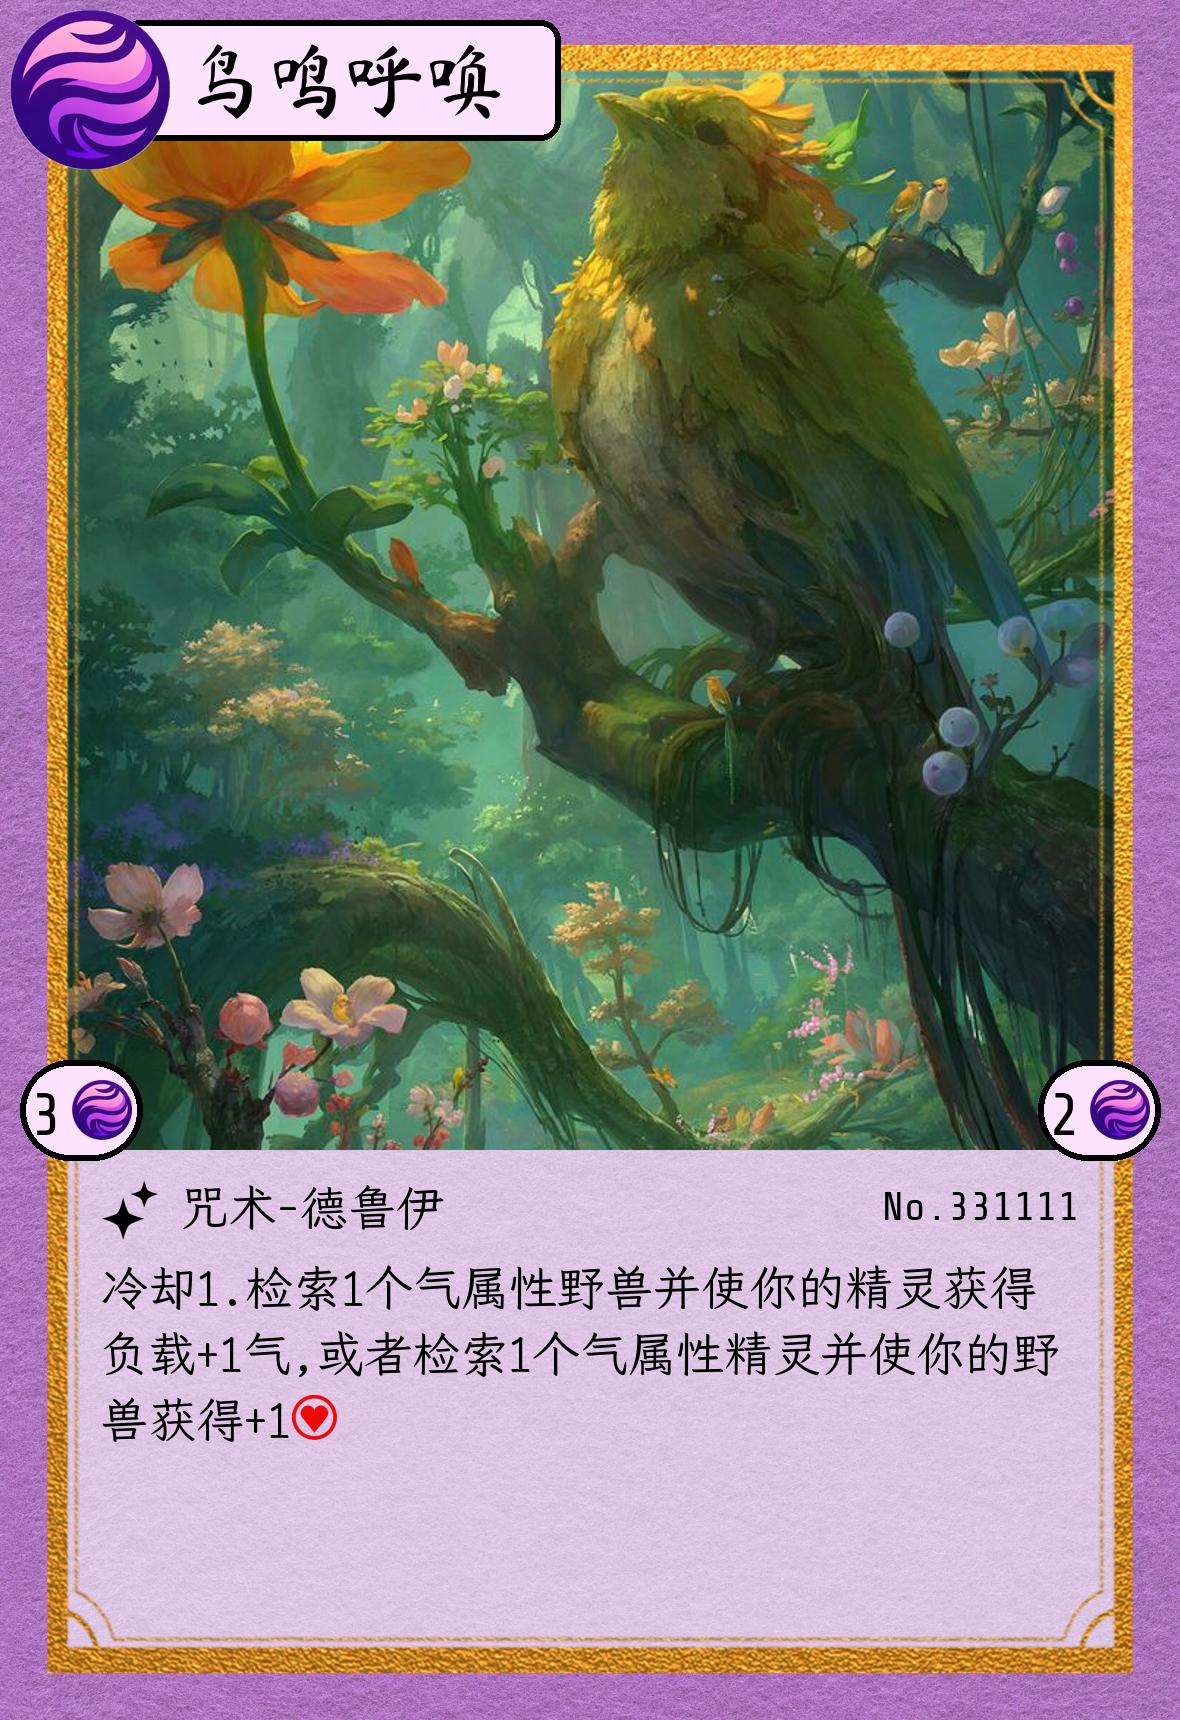 鸟鸣呼唤
3
2
咒术-德鲁伊
No.331111
冷却1.检索1个气属性野兽并使你的精灵获得
负载+1气,或者检索1个气属性精灵并使你的野
兽获得+1